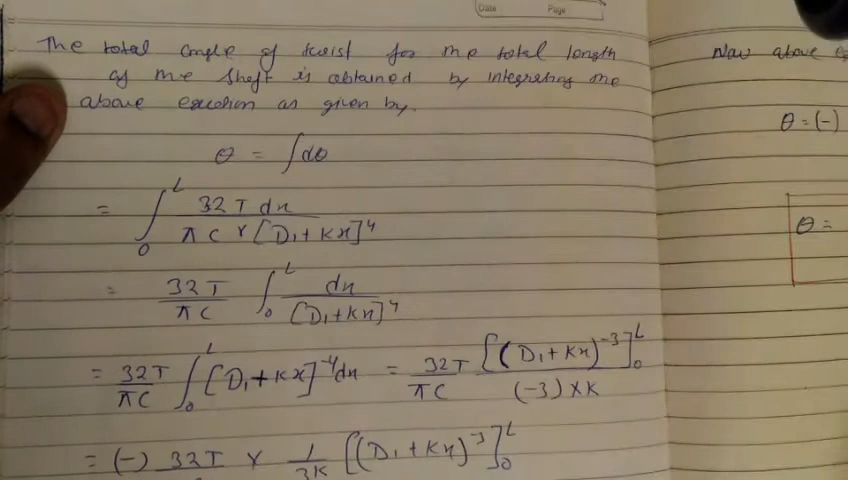 Date Page
The total angle of twist for the total length
of the shaft is obtained by integrating the
above equation as given by.
θ = ∫dθ
= ∫₀ᴸ 32T dx / πC × [D₁+Kx]⁴
= 32T/πC ∫₀ᴸ dx/[D₁+Kx]⁴
= 32T/πC ∫₀ᴸ [D₁+Kx]⁻⁴dx = 32T/πC [(D₁+Kx)⁻³]₀ᴸ / (-3)×K
= (-) 32T × 1/3K [(D₁+Kx)⁻³]₀ᴸ
Now above
θ = (-)
θ =